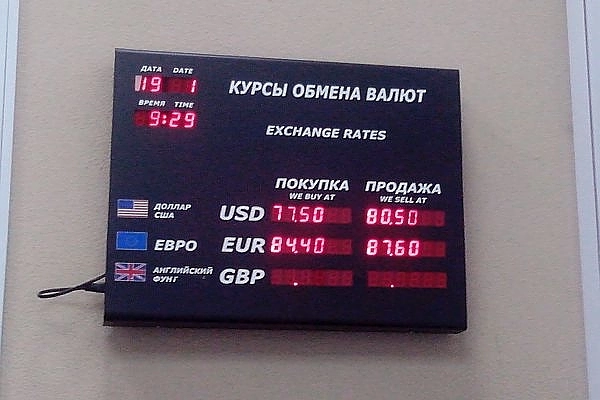 ДАТА DATE
19 1
ВРЕМЯ TIME
9:29
КУРСЫ ОБМЕНА ВАЛЮТ
EXCHANGE RATES
ПОКУПКА ПРОДАЖА
WE BUY AT WE SELL AT
ДОЛЛАР США USD 77.50 80.50
ЕВРО EUR 84.40 87.60
АНГЛИЙСКИЙ ФУНТ GBP . .